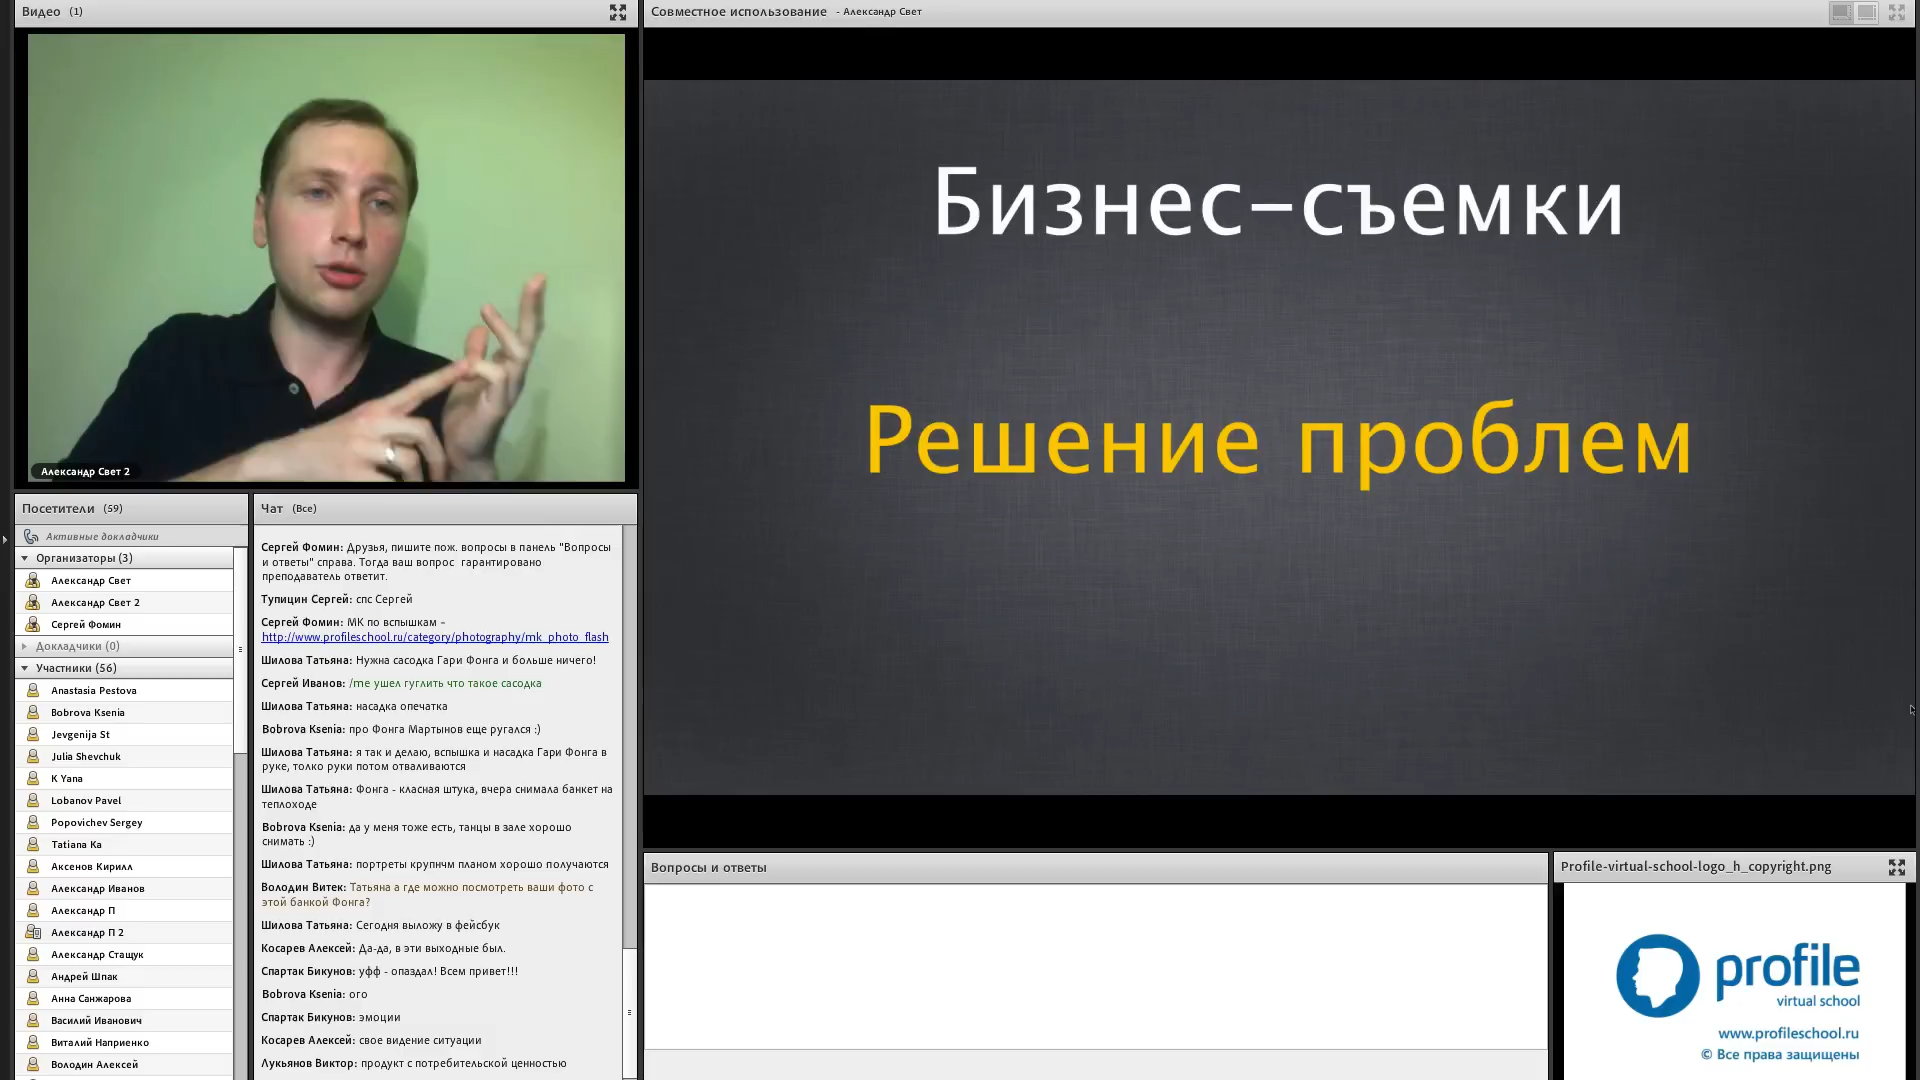 Видео (1)
Александр Свет 2
Совместное использование - Александр Свет
Бизнес-съемки
Решение проблем
Посетители (59)
Активные докладчики
Организаторы (3)
Александр Свет
Александр Свет 2
Сергей Фомин
Докладчики (0)
Участники (56)
Anastasia Pestova
Bobrova Ksenia
Jevgenija St
Julia Shevchuk
K Yana
Lobanov Pavel
Popovichev Sergey
Tatiana Ka
Аксенов Кирилл
Александр Иванов
Александр П
Александр П 2
Александр Стащук
Андрей Шпак
Анна Санжарова
Василий Иванович
Виталий Наприенко
Володин Алексей
Чат (Все)
Сергей Фомин: Друзья, пишите пож. вопросы в панель "Вопросы
и ответы" справа. Тогда ваш вопрос гарантировано
преподаватель ответит.
Тупицин Сергей: спс Сергей
Сергей Фомин: МК по вспышкам –
http://www.profileschool.ru/category/photography/mk_photo_flash
Шилова Татьяна: Нужна сасодка Гари Фонга и больше ничего!
Сергей Иванов: /me ушел гуглить что такое сасодка
Шилова Татьяна: насадка опечатка
Bobrova Ksenia: про Фонга Мартынов еще ругался :)
Шилова Татьяна: я так и делаю, вспышка и насадка Гари Фонга в
руке, толко руки потом отваливаются
Шилова Татьяна: Фонга - класная штука, вчера снимала банкет на
теплоходе
Bobrova Ksenia: да у меня тоже есть, танцы в зале хорошо
снимать :)
Шилова Татьяна: портреты крупнчм планом хорошо получаются
Володин Витек: Татьяна а где можно посмотреть ваши фото с
этой банкой Фонга?
Шилова Татьяна: Сегодня выложу в фейсбук
Косарев Алексей: Да-да, в эти выходные был.
Спартак Бикунов: уфф - опаздал! Всем привет!!!
Bobrova Ksenia: ого
Спартак Бикунов: эмоции
Косарев Алексей: свое видение ситуации
Лукьянов Виктор: продукт с потребительской ценностью
Вопросы и ответы
Profile-virtual-school-logo_h_copyright.png
profile
virtual school
www.profileschool.ru
© Все права защищены